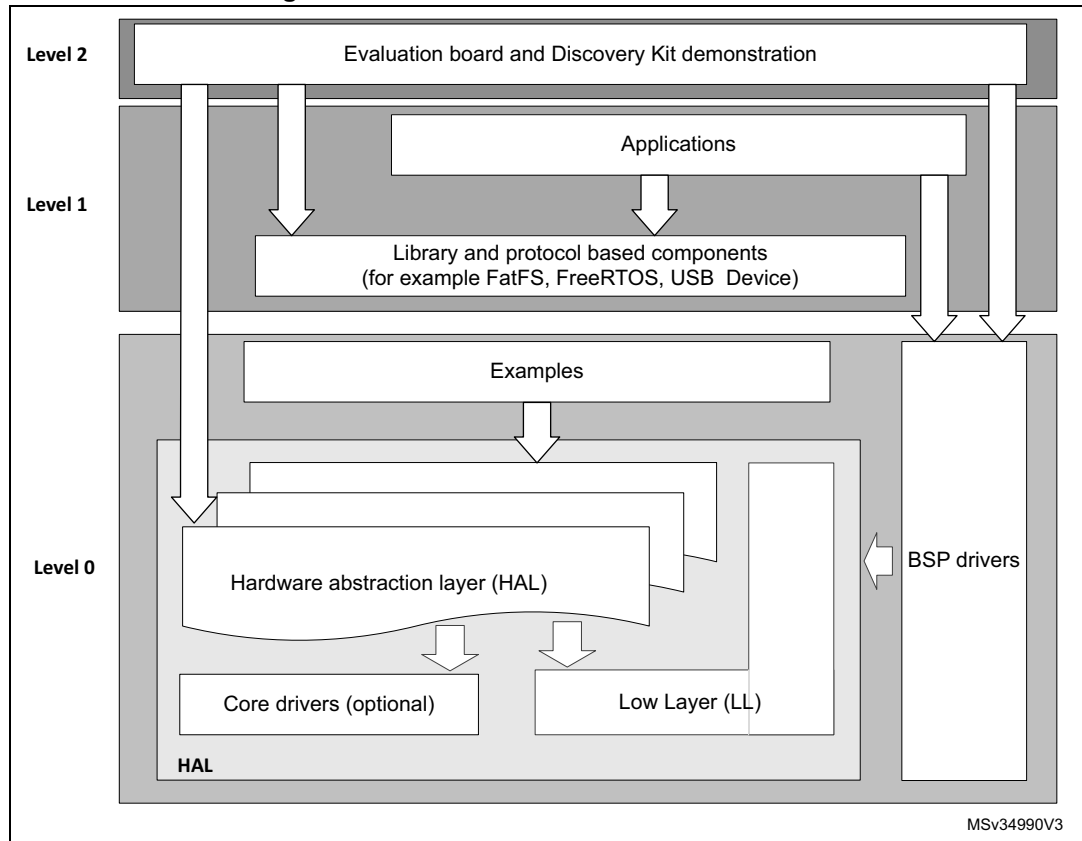 Level 2
Evaluation board and Discovery Kit demonstration
Applications
Level 1
Library and protocol based components
(for example FatFS, FreeRTOS, USB Device)
Examples
Level 0
Hardware abstraction layer (HAL)
BSP drivers
Core drivers (optional)
Low Layer (LL)
HAL
MSv34990V3